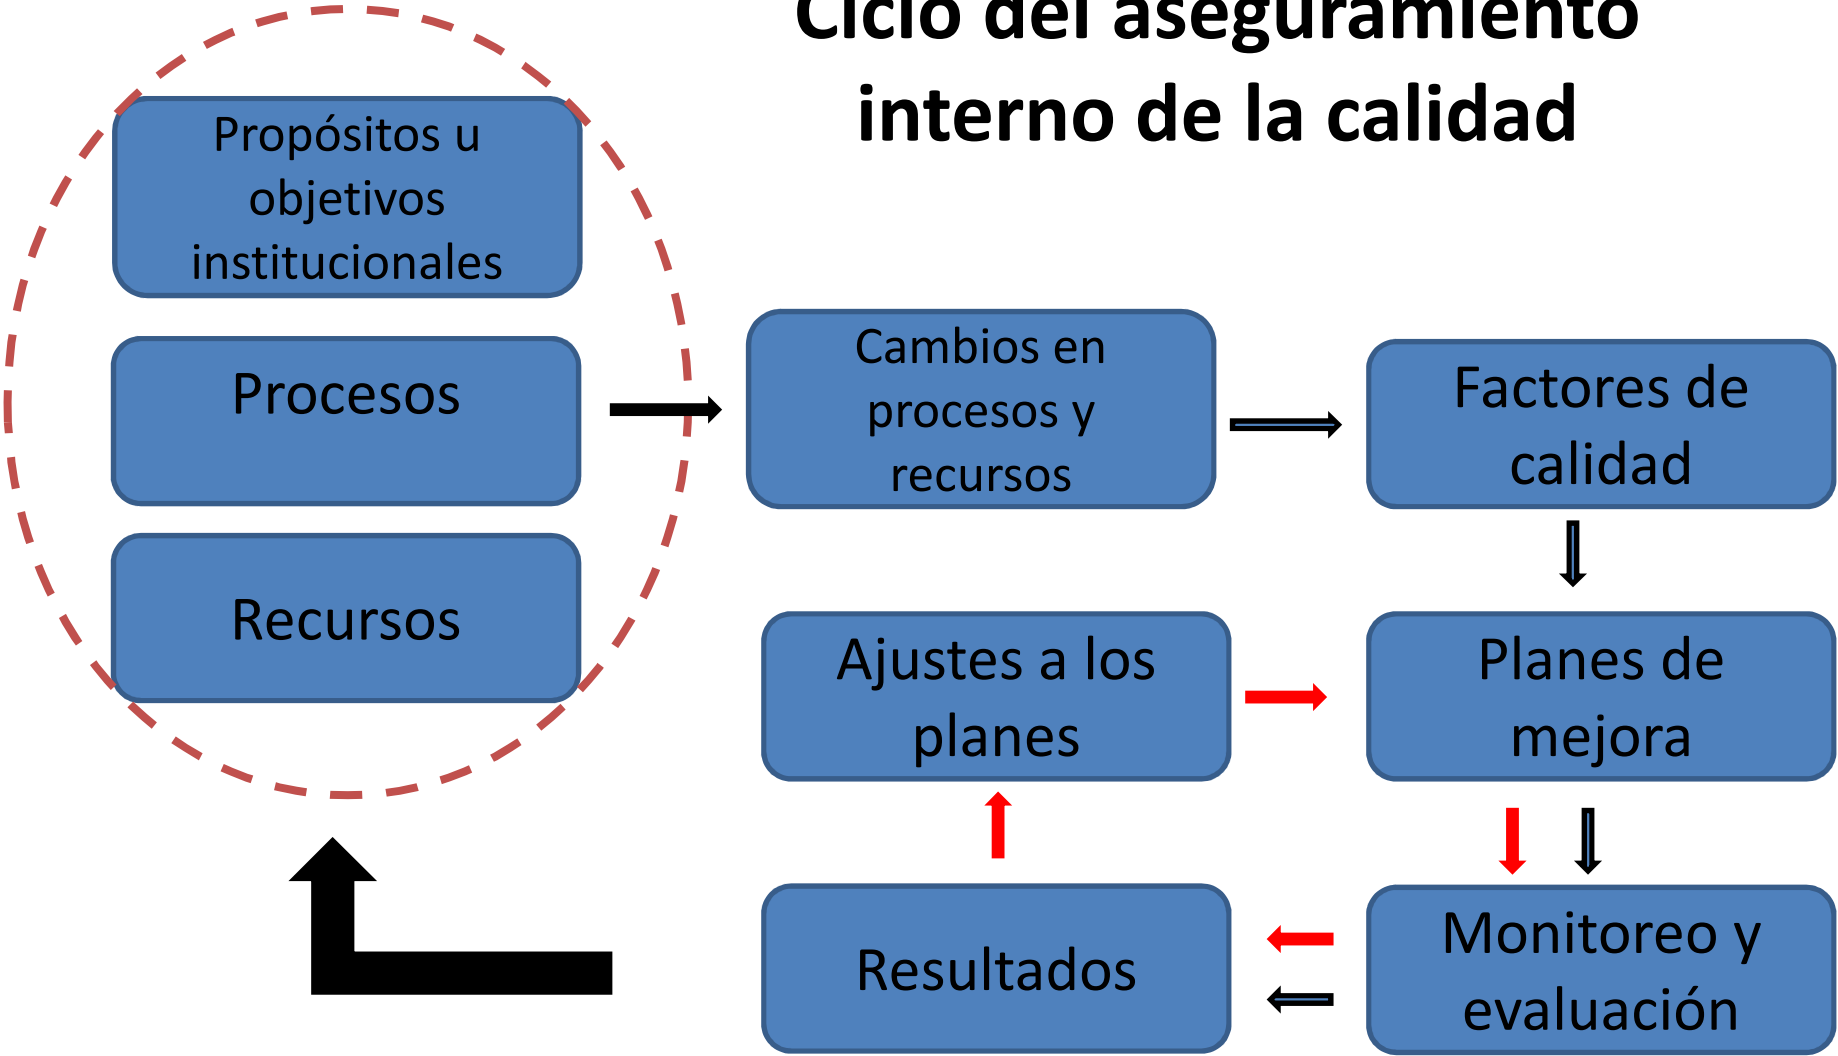 Ciclo del aseguramiento
interno de la calidad
Propósitos u
objetivos
institucionales
Procesos
Recursos
Cambios en
procesos y
recursos
Factores de
calidad
Ajustes a los
planes
Planes de
mejora
Resultados
Monitoreo y
evaluación